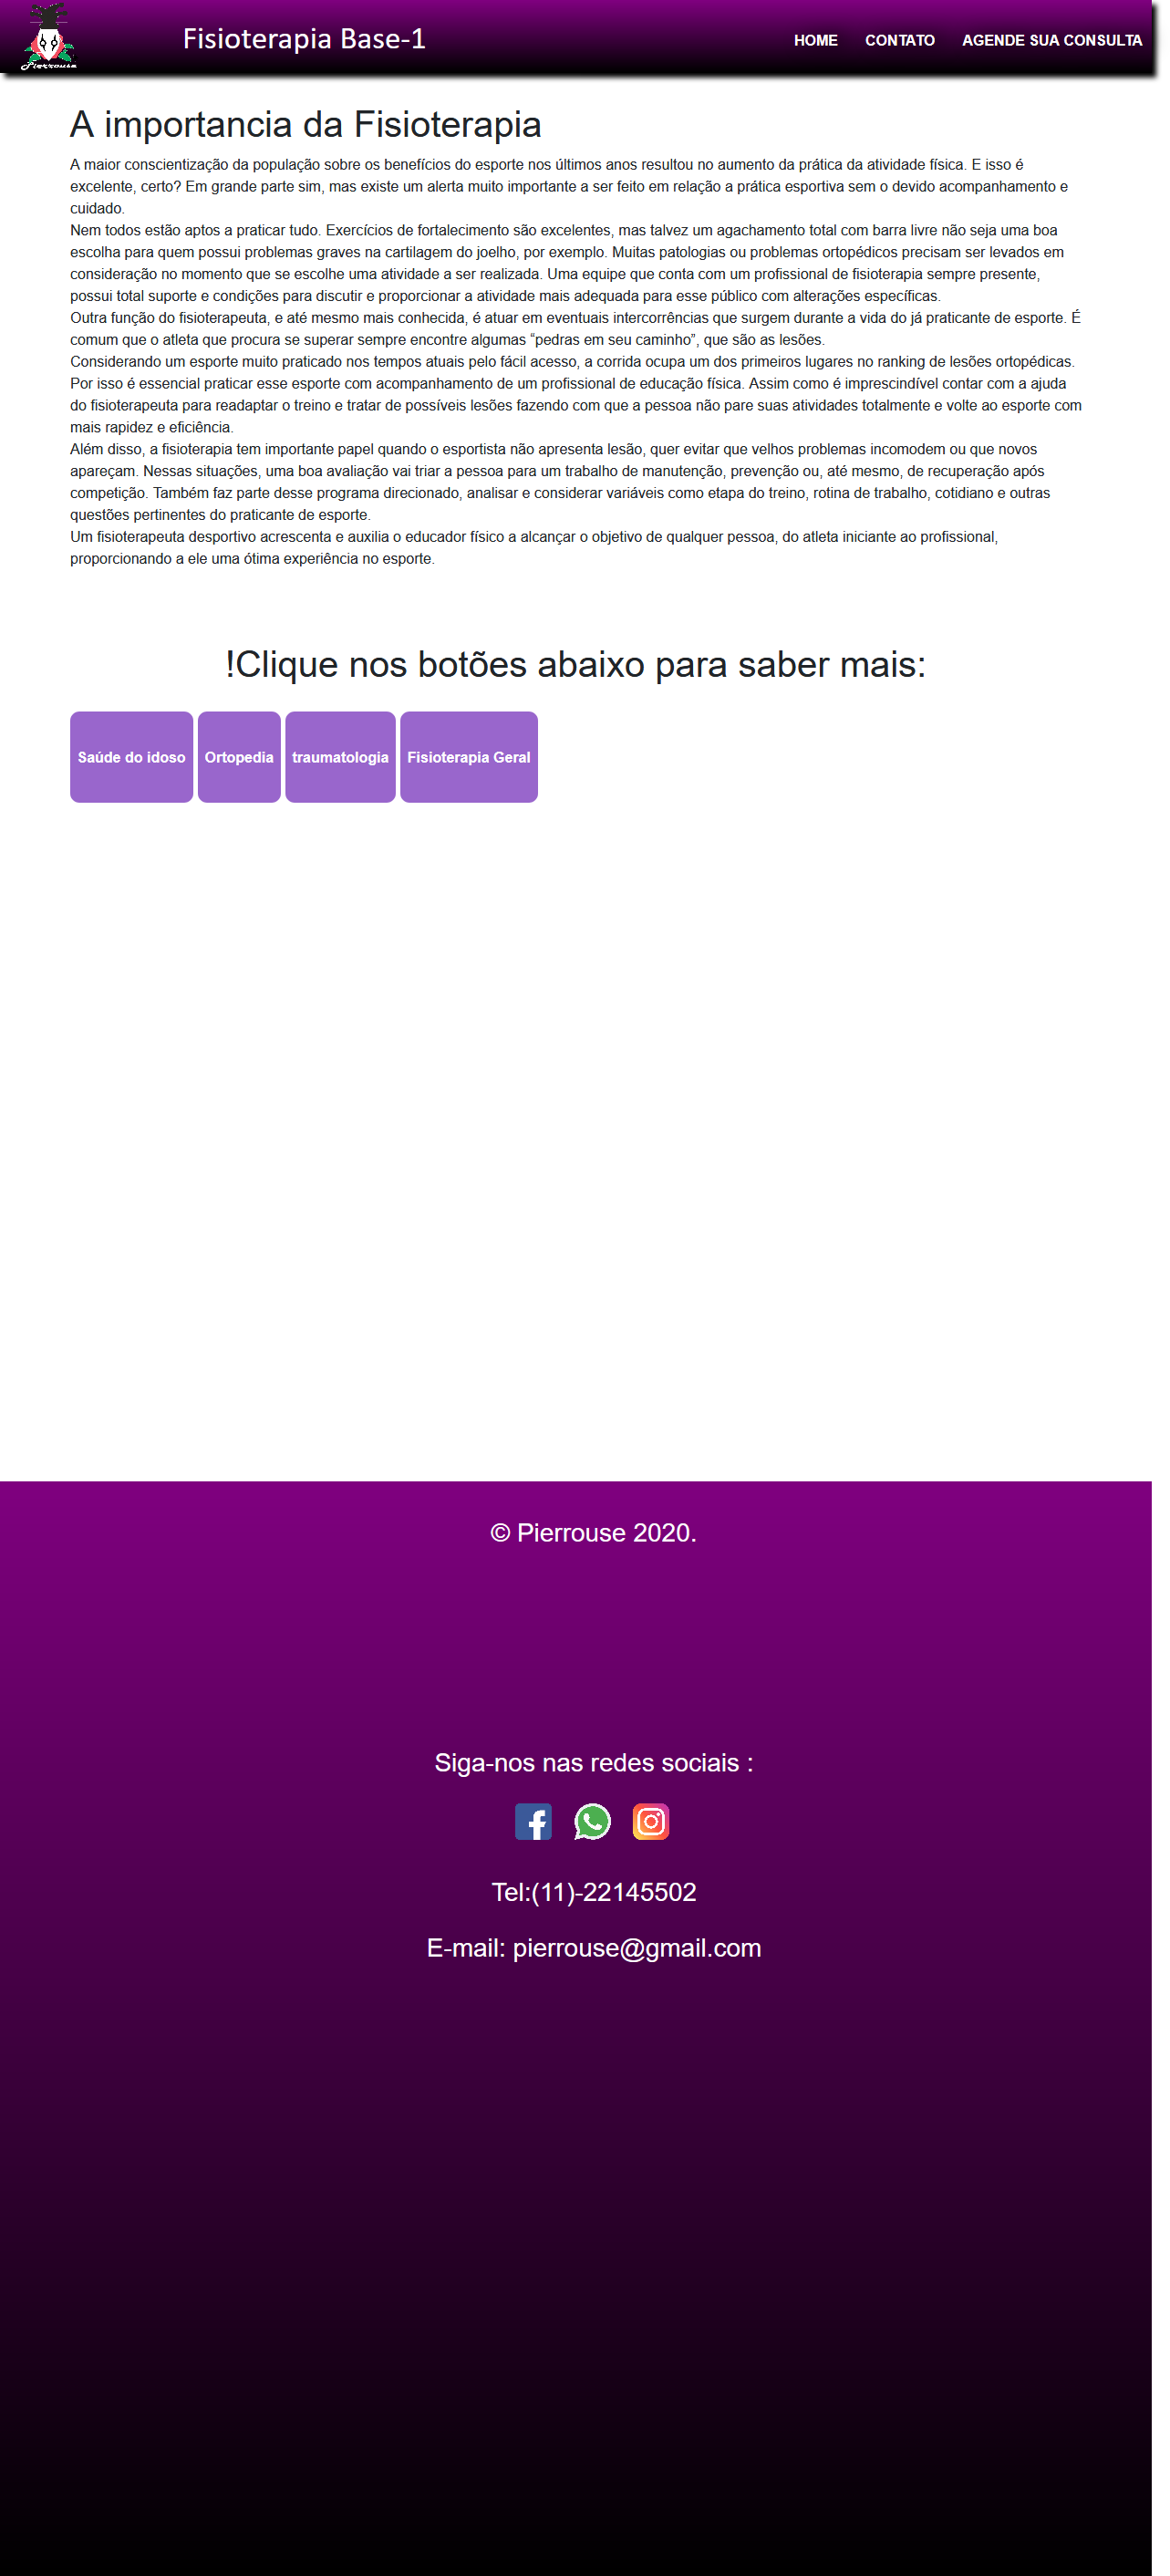 Pierrouse
Fisioterapia Base-1
HOME CONTATO AGENDE SUA CONSULTA
A importancia da Fisioterapia
A maior conscientização da população sobre os benefícios do esporte nos últimos anos resultou no aumento da prática da atividade física. E isso é
excelente, certo? Em grande parte sim, mas existe um alerta muito importante a ser feito em relação a prática esportiva sem o devido acompanhamento e
cuidado.
Nem todos estão aptos a praticar tudo. Exercícios de fortalecimento são excelentes, mas talvez um agachamento total com barra livre não seja uma boa
escolha para quem possui problemas graves na cartilagem do joelho, por exemplo. Muitas patologias ou problemas ortopédicos precisam ser levados em
consideração no momento que se escolhe uma atividade a ser realizada. Uma equipe que conta com um profissional de fisioterapia sempre presente,
possui total suporte e condições para discutir e proporcionar a atividade mais adequada para esse público com alterações específicas.
Outra função do fisioterapeuta, e até mesmo mais conhecida, é atuar em eventuais intercorrências que surgem durante a vida do já praticante de esporte. É
comum que o atleta que procura se superar sempre encontre algumas “pedras em seu caminho”, que são as lesões.
Considerando um esporte muito praticado nos tempos atuais pelo fácil acesso, a corrida ocupa um dos primeiros lugares no ranking de lesões ortopédicas.
Por isso é essencial praticar esse esporte com acompanhamento de um profissional de educação física. Assim como é imprescindível contar com a ajuda
do fisioterapeuta para readaptar o treino e tratar de possíveis lesões fazendo com que a pessoa não pare suas atividades totalmente e volte ao esporte com
mais rapidez e eficiência.
Além disso, a fisioterapia tem importante papel quando o esportista não apresenta lesão, quer evitar que velhos problemas incomodem ou que novos
apareçam. Nessas situações, uma boa avaliação vai triar a pessoa para um trabalho de manutenção, prevenção ou, até mesmo, de recuperação após
competição. Também faz parte desse programa direcionado, analisar e considerar variáveis como etapa do treino, rotina de trabalho, cotidiano e outras
questões pertinentes do praticante de esporte.
Um fisioterapeuta desportivo acrescenta e auxilia o educador físico a alcançar o objetivo de qualquer pessoa, do atleta iniciante ao profissional,
proporcionando a ele uma ótima experiência no esporte.
!Clique nos botões abaixo para saber mais:
Saúde do idoso Ortopedia traumatologia Fisioterapia Geral
© Pierrouse 2020.
Siga-nos nas redes sociais :
Tel:(11)-22145502
E-mail: pierrouse@gmail.com